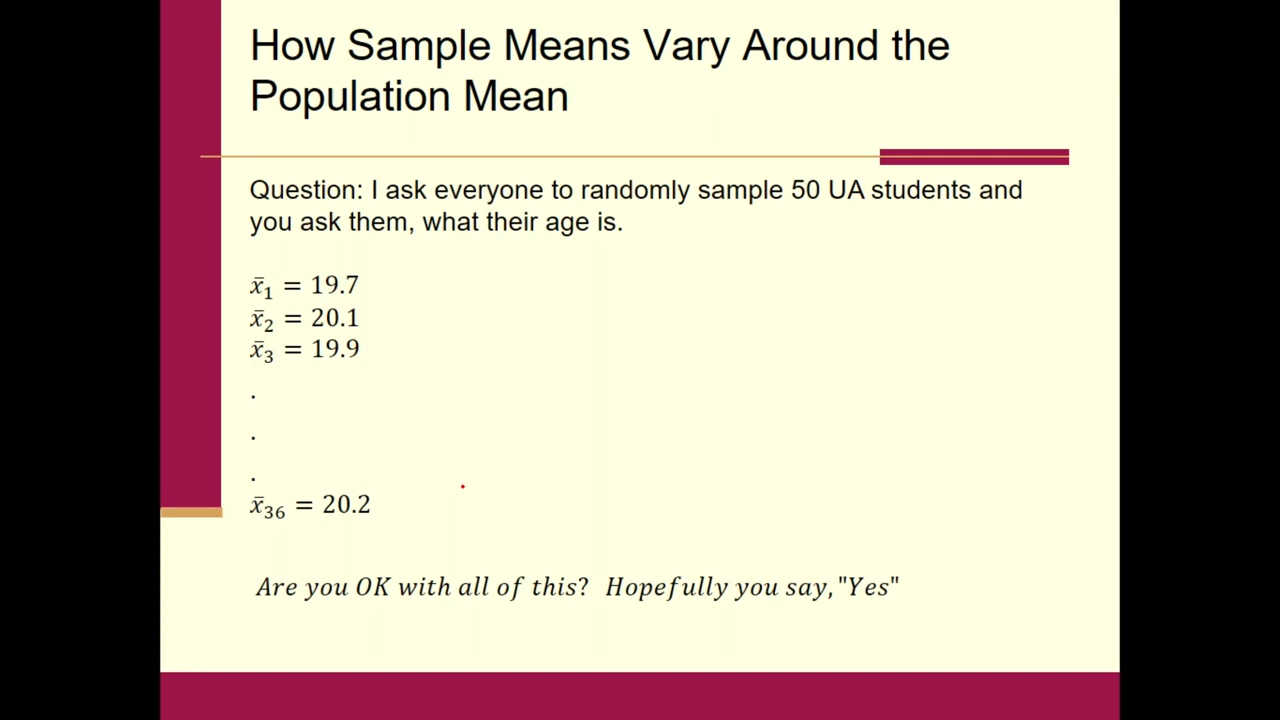 How Sample Means Vary Around the
Population Mean
Question: I ask everyone to randomly sample 50 UA students and
you ask them, what their age is.
x̄₁ = 19.7
x̄₂ = 20.1
x̄₃ = 19.9
.
.
.
x̄₃₆ = 20.2
Are you OK with all of this? Hopefully you say,"Yes"